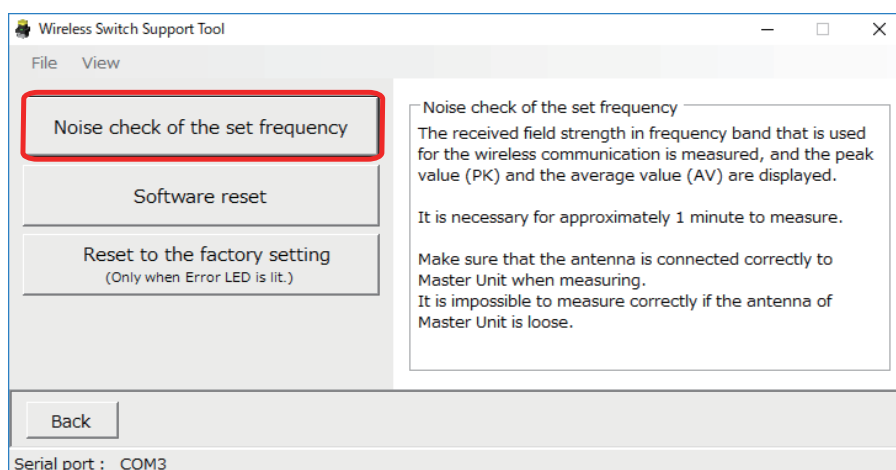 Wireless Switch Support Tool
File View
Noise check of the set frequency
Software reset
Reset to the factory setting
(Only when Error LED is lit.)
Noise check of the set frequency
The received field strength in frequency band that is used
for the wireless communication is measured, and the peak
value (PK) and the average value (AV) are displayed.
It is necessary for approximately 1 minute to measure.
Make sure that the antenna is connected correctly to
Master Unit when measuring.
It is impossible to measure correctly if the antenna of
Master Unit is loose.
Back
Serial port : COM3